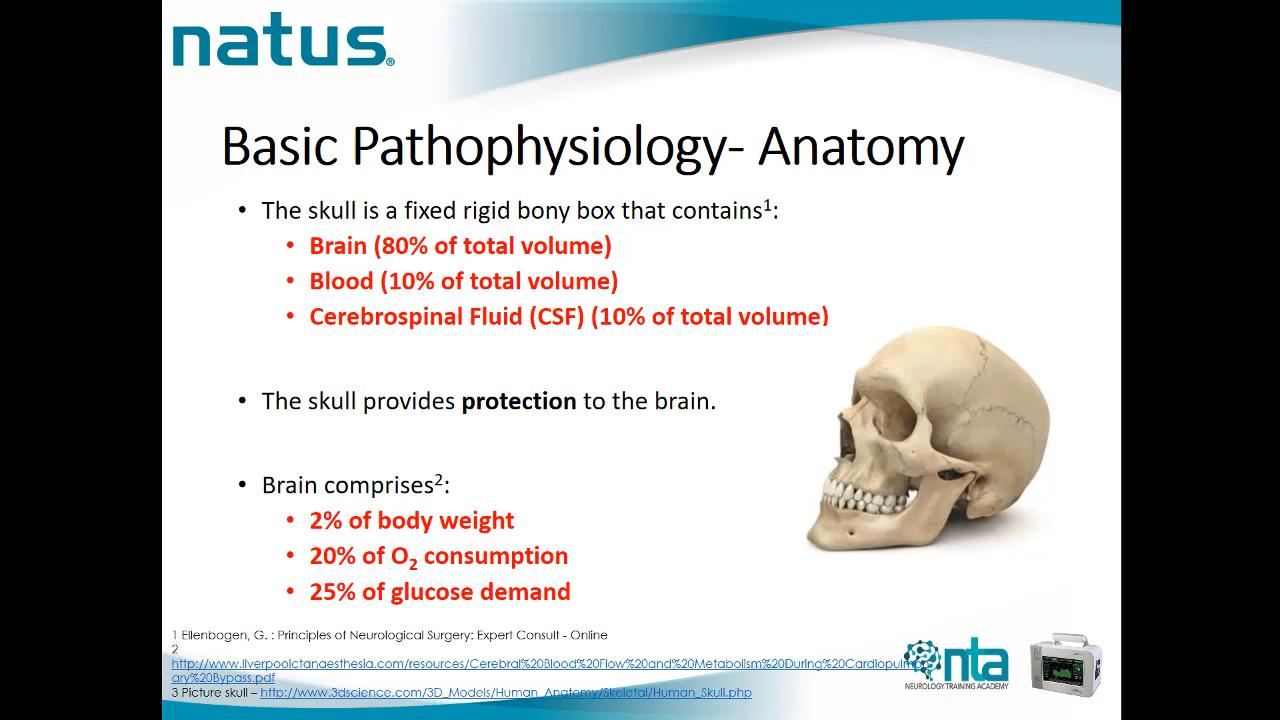 natus®
Basic Pathophysiology- Anatomy
• The skull is a fixed rigid bony box that contains¹:
• Brain (80% of total volume)
• Blood (10% of total volume)
• Cerebrospinal Fluid (CSF) (10% of total volume)
• The skull provides protection to the brain.
• Brain comprises²:
• 2% of body weight
• 20% of O₂ consumption
• 25% of glucose demand
1 Ellenbogen, G. : Principles of Neurological Surgery: Expert Consult - Online
2
http://www.liverpoolctanaesthesia.com/resources/Cerebral%20Blood%20Flow%20and%20Metabolism%20During%20Cardiopulmon
ary%20Bypass.pdf
3 Picture skull – http://www.3dscience.com/3D_Models/Human_Anatomy/Skeletal/Human_Skull.php
nta
NEUROLOGY TRAINING ACADEMY